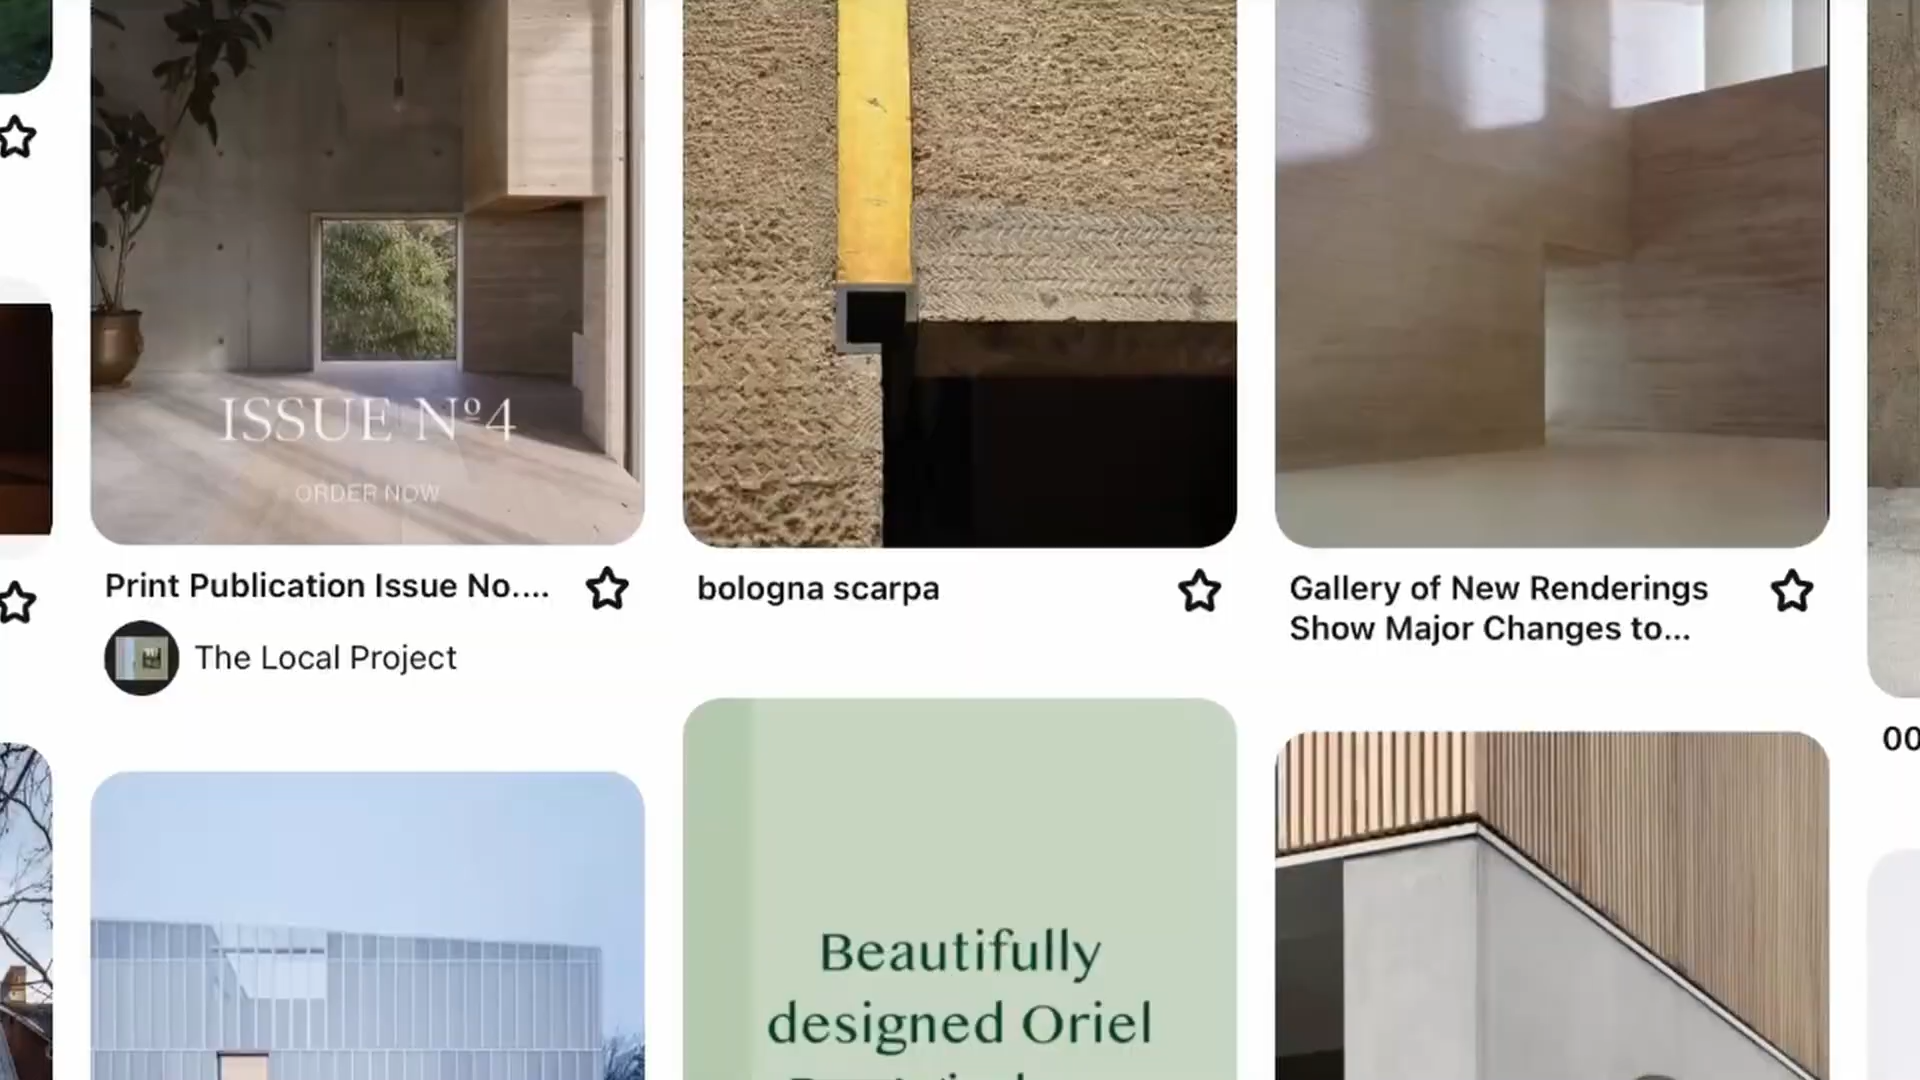 ISSUE Nº4
ORDER NOW
Print Publication Issue No....
The Local Project
bologna scarpa
Gallery of New Renderings
Show Major Changes to...
Beautifully
designed Oriel
00